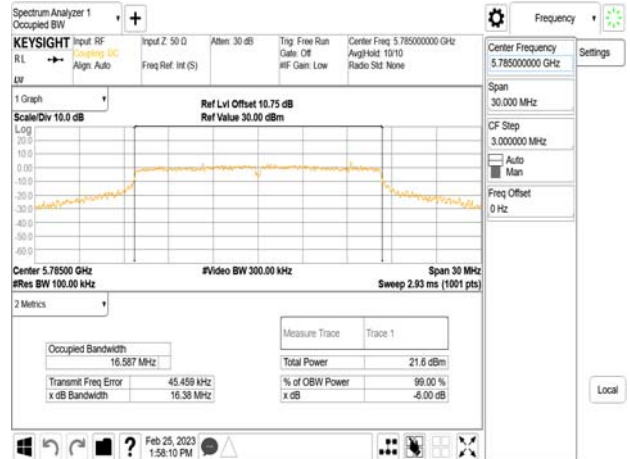 Spectrum Analyzer 1
Occupied BW
Frequency
KEYSIGHT
Input: RF
Coupling: DC
Align: Auto
Input Z: 50 Ω
Freq Ref: Int (S)
Atten: 30 dB
Trig: Free Run
Gate: Off
#IF Gain: Low
Center Freq: 5.785000000 GHz
Avg|Hold: 10/10
Radio Std: None
R L
LXI
Center Frequency
5.785000000 GHz
Settings
Span
30.000 MHz
CF Step
3.000000 MHz
Auto
Man
Freq Offset
0 Hz
Local
1 Graph
Scale/Div 10.0 dB
Ref Lvl Offset 10.75 dB
Ref Value 30.00 dBm
Log
20.0
10.0
0.00
-10.0
-20.0
-30.0
-40.0
-50.0
-60.0
Center 5.78500 GHz
#Video BW 300.00 kHz
Span 30 MHz
#Res BW 100.00 kHz
Sweep 2.93 ms (1001 pts)
2 Metrics
Measure Trace
Trace 1
Occupied Bandwidth
16.587 MHz
Total Power
21.6 dBm
Transmit Freq Error
45.459 kHz
% of OBW Power
99.00 %
x dB Bandwidth
16.38 MHz
x dB
-6.00 dB
Feb 25, 2023
1:58:10 PM